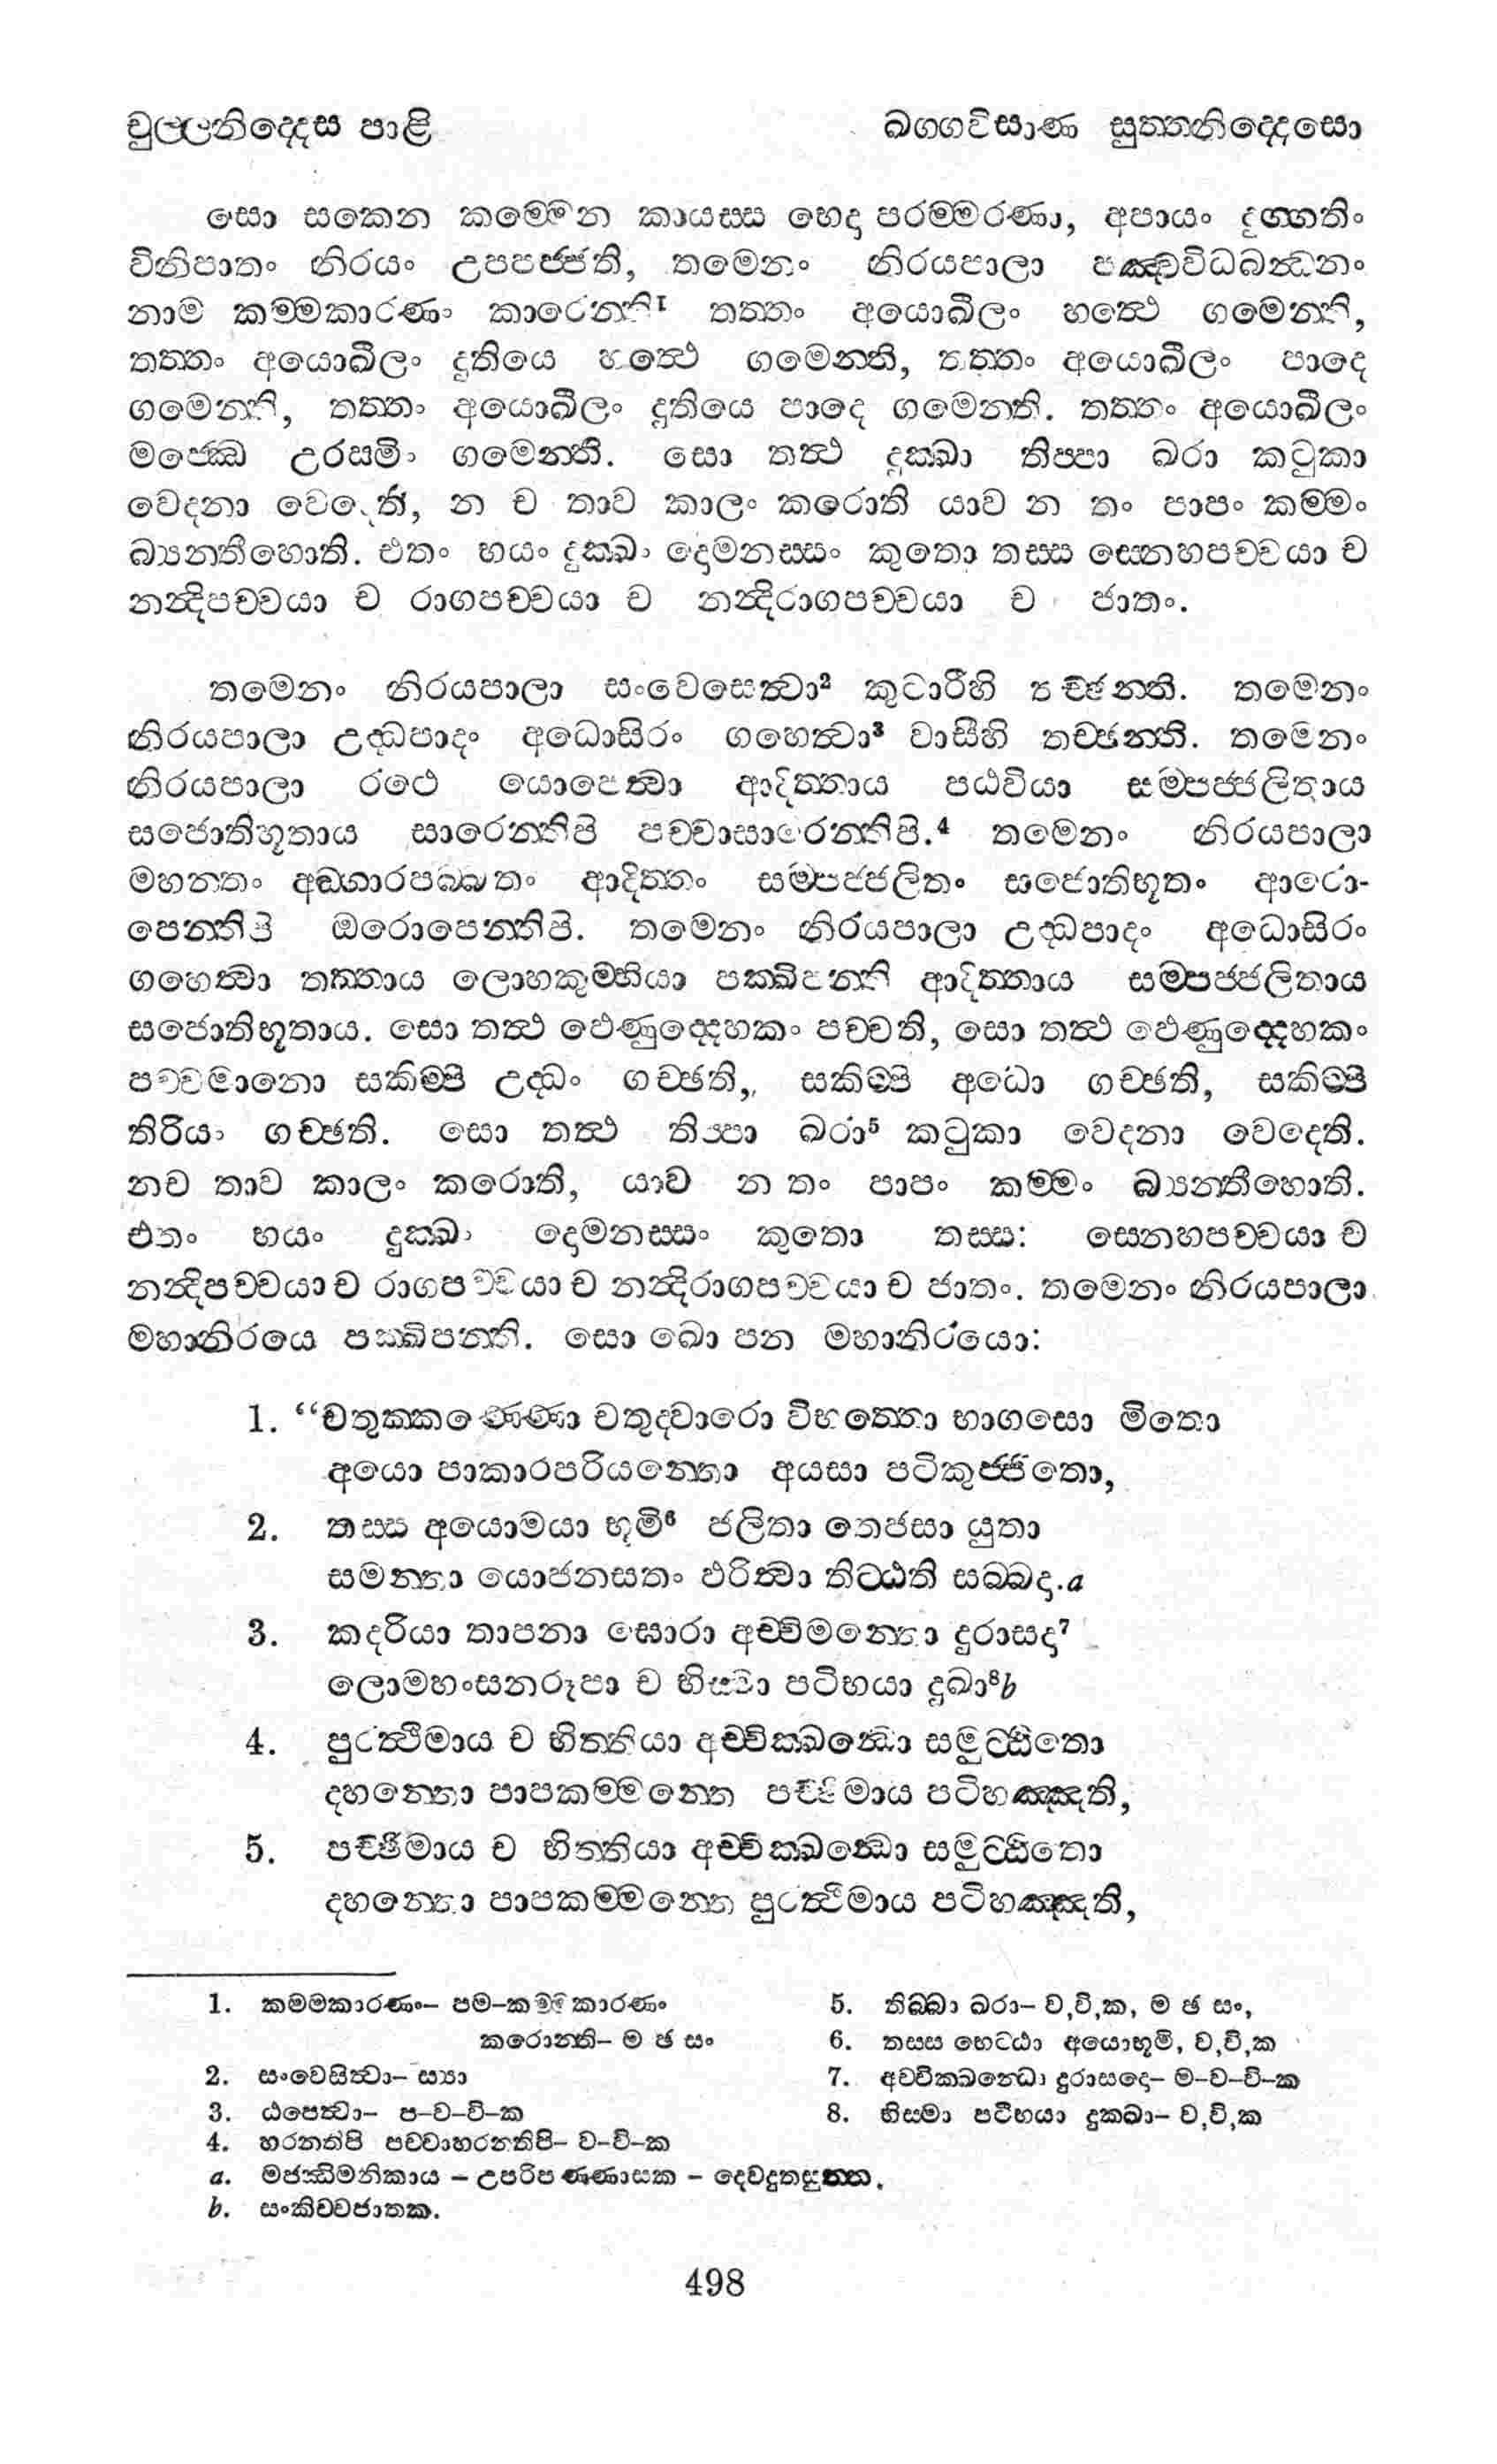 චුල්ලනිද්දෙස පාළි ඛග්ගවිසාණ සුත්තනිද්දෙසො
සො සකෙන කම්මෙන කායස්ස භෙදා පරම්මරණා, අපායං දුග්ගතිං
විනිපාතං නිරයං උපපජ්ජති, තමෙනං නිරයපාලා පඤ්චවිධබන්ධනං
නාම කම්මකාරණං කාරෙන්ති¹ තත්තං අයොඛීලං හත්ථෙ ගමෙන්ති,
තත්තං අයොඛීලං දුතියෙ හත්ථෙ ගමෙන්ති, තත්තං අයොඛීලං පාදෙ
ගමෙන්ති, තත්තං අයොඛීලං දුතියෙ පාදෙ ගමෙන්ති. තත්තං අයොඛීලං
මජ්ඣෙ උරස්මිං ගමෙන්ති. සො තත්ථ දුක්ඛා තිප්පා ඛරා කටුකා
වෙදනා වෙදෙති, න ච තාව කාලං කරොති යාව න තං පාපං කම්මං
බ්‍යන්තීහොති. එතං භයං දුක්ඛං දොමනස්සං කුතො තස්ස ස්නෙහපච්චයා ච
නන්දිපච්චයා ච රාගපච්චයා ච නන්දිරාගපච්චයා ච ජාතං.
තමෙනං නිරයපාලා සංවෙසෙත්වා² කුටාරීහි තච්ඡන්ති. තමෙනං
නිරයපාලා උද්ධපාදං අධොසිරං ගහෙත්වා³ වාසීහි තච්ඡන්ති. තමෙනං
නිරයපාලා රථෙ යොපෙත්වා ආදිත්තාය පඨවියා සම්පජ්ජලිතාය
සජොතිභූතාය සාරෙන්තිපි පච්චාසාරෙන්තිපි.⁴ තමෙනං නිරයපාලා
මහන්තං අඞ්ගාරපබ්බතං ආදිත්තං සම්පජ්ජලිතං සජොතිභූතං ආරො-
පෙන්තිපි ඔරොපෙන්තිපි. තමෙනං නිරයපාලා උද්ධපාදං අධොසිරං
ගහෙත්වා තත්තාය ලොහකුම්භියා පක්ඛිපන්ති ආදිත්තාය සම්පජ්ජලිතාය
සජොතිභූතාය. සො තත්ථ ඵෙණුද්දෙහකං පච්චති, සො තත්ථ ඵෙණුද්දෙහකං
පච්චමානො සකිම්පි උද්ධං ගච්ඡති, සකිම්පි අධො ගච්ඡති, සකිම්පි
තිරියං ගච්ඡති. සො තත්ථ තිප්පා ඛරා⁵ කටුකා වෙදනා වෙදෙති.
නච තාව කාලං කරොති, යාව න තං පාපං කම්මං බ්‍යන්තීහොති.
එතං භයං දුක්ඛං දොමනස්සං කුතො තස්ස: සෙනහපච්චයා ච
නන්දිපච්චයා ච රාගපච්චයා ච නන්දිරාගපච්චයා ච ජාතං. තමෙනං නිරයපාලා
මහානිරයෙ පක්ඛිපන්ති. සො ඛො පන මහානිරයො:
1. “චතුක්කණ්ණො චතුද්වාරො විභත්තො භාගසො මිතො
අයො පාකාරපරියන්තො අයසා පටිකුජ්ජිතො,
2. තස්ස අයොමයා භූමි⁶ ජලිතා තෙජසා යුතා
සමන්තා යොජනසතං ඵරිත්වා තිට්ඨති සබ්බදා.a
3. කදරියා තාපනා ඝොරා අච්චිමන්තො දුරාසදා⁷
ලොමහංසනරූපා ච භිස්මා පටිභයා දුඛා⁸b
4. පුරත්ථිමාය ච භිත්තියා අච්චික්ඛන්ධො සමුට්ඨිතො
දහන්තො පාපකම්මන්තෙ පච්ඡිමාය පටිහඤ්ඤති,
5. පච්ඡිමාය ච භිත්තියා අච්චික්ඛන්ධො සමුට්ඨිතො
දහන්තො පාපකම්මන්තෙ පුරත්ථිමාය පටිහඤ්ඤති,
1. කම්මකාරණං– පම–කම්මකාරණං
කරොන්ති– ම ඡ සං
2. සංවෙසිත්වා– ස්‍යා
3. ඨපෙත්වා– ප–ව–වි–ක
4. හරන්තිපි පච්චාහරන්තිපි– ව–වි–ක
5. තිබ්බා ඛරා– ව,වි,ක, ම ඡ සං,
6. තස්ස හෙට්ඨා අයොභූමි, ව,වි,ක
7. අච්චික්ඛන්ධො දුරාසදො– ම–ව–වි–ක
8. භිස්මා පටිභයා දුක්ඛා– ව,වි,ක
a. මජ්ඣිමනිකාය – උපරිපණ්ණාසක – දෙවදූතසුත්ත.
b. සංකිච්චජාතක.
498